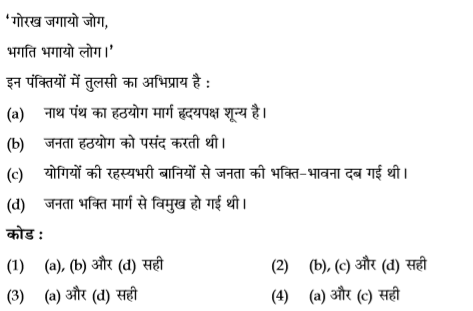 'गोरख जगायो जोग,
भगति भगायो लोग।'
इन पंक्तियों में तुलसी का अभिप्राय है :
(a) नाथ पंथ का हठयोग मार्ग हृदयपक्ष शून्य है।
(b) जनता हठयोग को पसंद करती थी।
(c) योगियों की रहस्यभरी बानियों से जनता की भक्ति-भावना दब गई थी।
(d) जनता भक्ति मार्ग से विमुख हो गई थी।
कोड :
(1) (a), (b) और (d) सही (2) (b), (c) और (d) सही
(3) (a) और (d) सही (4) (a) और (c) सही